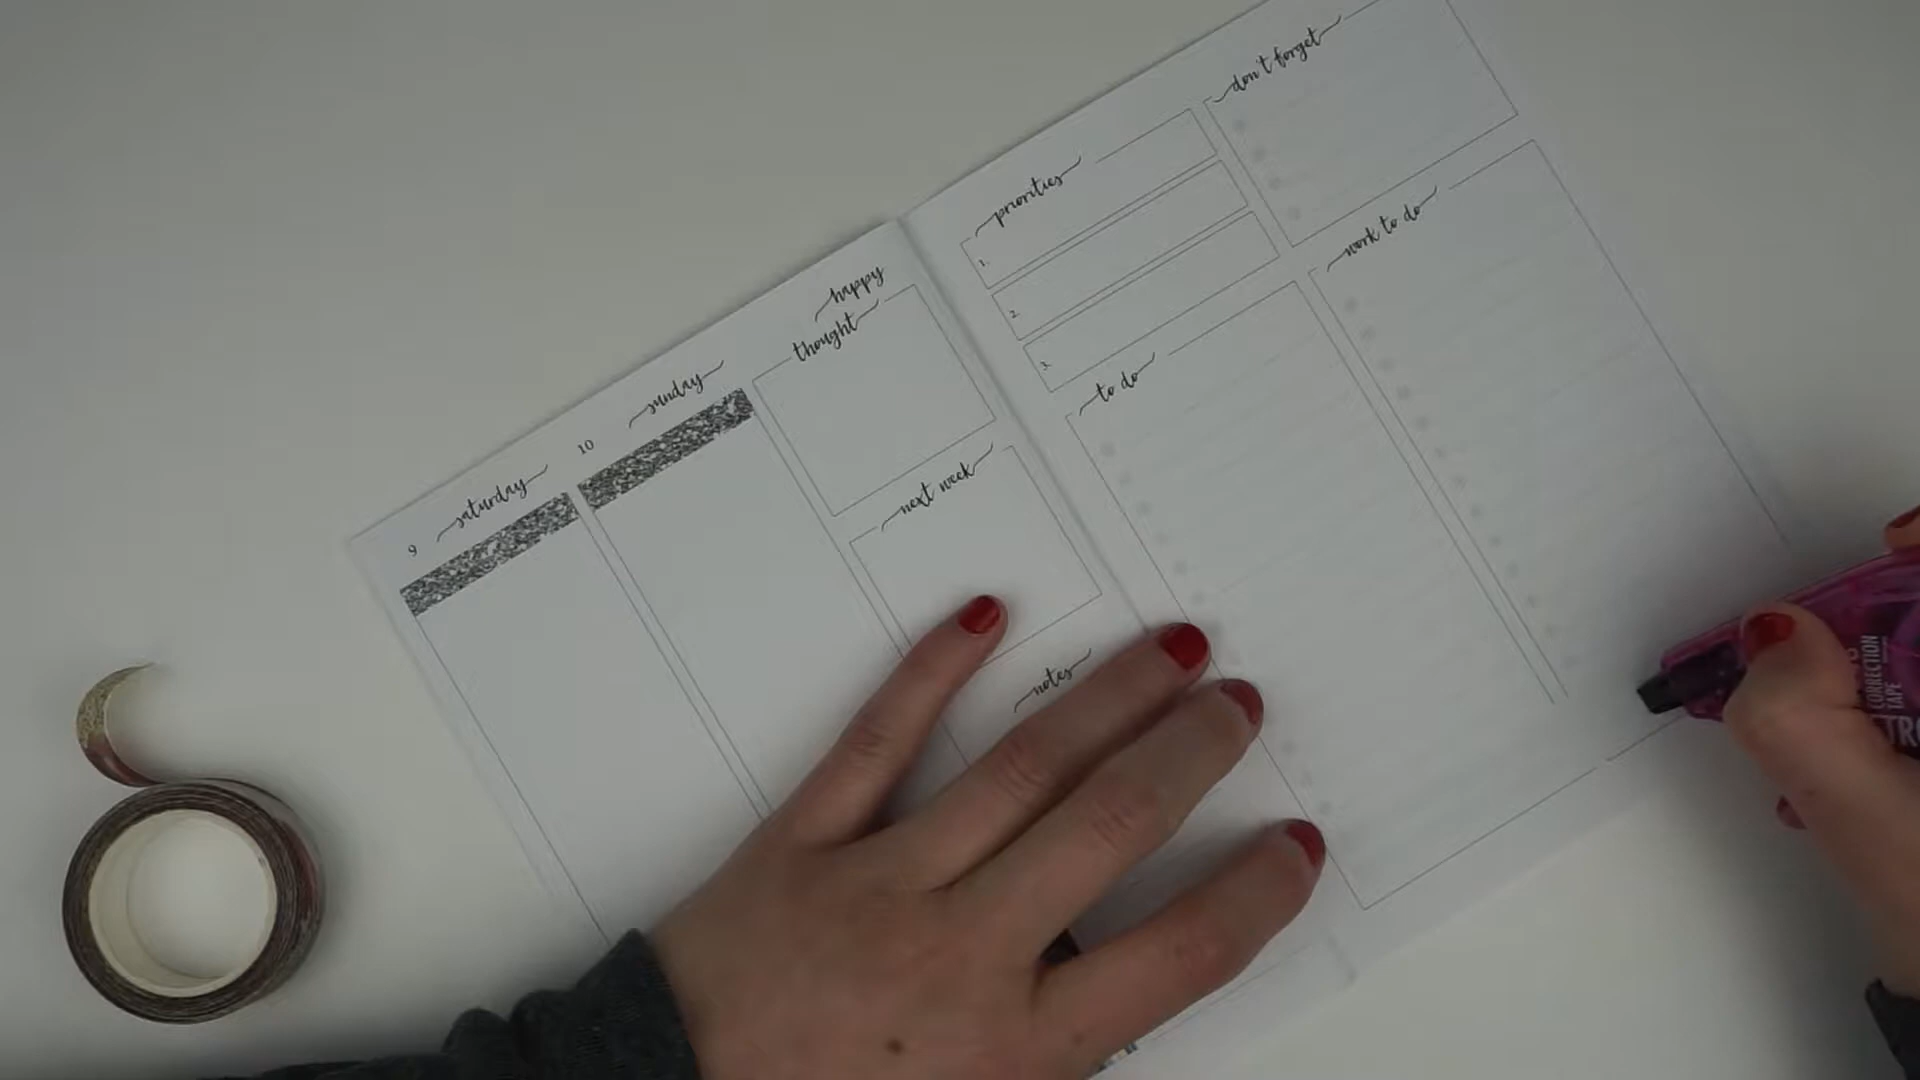 9
saturday
10
sunday
happy
thought
next week
notes
priorities
1.
2.
3.
to do
don't forget
work to do
CORRECTION
TAPE